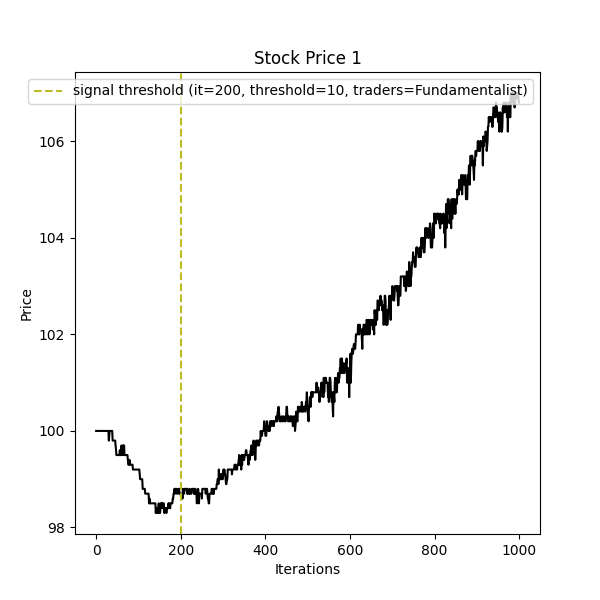 Stock Price 1
signal threshold (it=200, threshold=10, traders=Fundamentalist)
106
104
102
100
98
Price
0 200 400 600 800 1000
Iterations